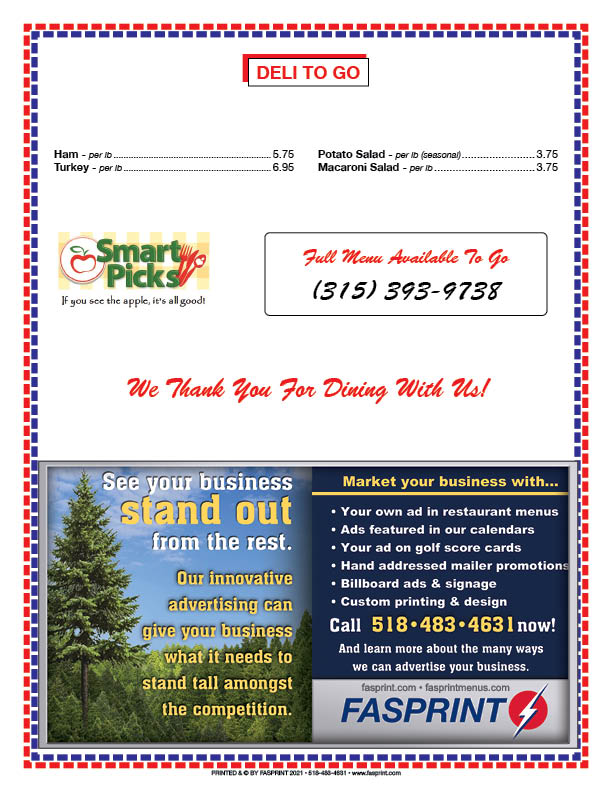 DELI TO GO
Ham - per lb ........ 5.75
Turkey - per lb ........ 6.95
Potato Salad - per lb (seasonal) ........ 3.75
Macaroni Salad - per lb ........ 3.75
Smart
Picks
If you see the apple, it's all good!
Full Menu Available To Go
(315) 393-9738
We Thank You For Dining With Us!
See your business
stand out
from the rest.
Our innovative
advertising can
give your business
what it needs to
stand tall amongst
the competition.
Market your business with...
• Your own ad in restaurant menus
• Ads featured in our calendars
• Your ad on golf score cards
• Hand addressed mailer promotions
• Billboard ads & signage
• Custom printing & design
Call 518•483•4631 now!
And learn more about the many ways
we can advertise your business.
fasprint.com • fasprintmenus.com
FASPRINT
PRINTED & © BY FASPRINT 2021 • 518-483-4631 • www.fasprint.com